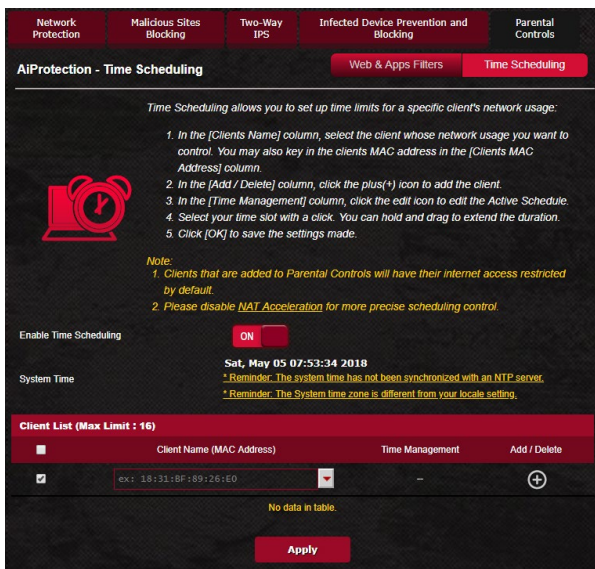 Network Protection
Malicious Sites Blocking
Two-Way IPS
Infected Device Prevention and Blocking
Parental Controls
AiProtection - Time Scheduling
Web & Apps Filters
Time Scheduling
Time Scheduling allows you to set up time limits for a specific client's network usage:
1. In the [Clients Name] column, select the client whose network usage you want to
control. You may also key in the clients MAC address in the [Clients MAC
Address] column.
2. In the [Add / Delete] column, click the plus(+) icon to add the client.
3. In the [Time Management] column, click the edit icon to edit the Active Schedule.
4. Select your time slot with a click. You can hold and drag to extend the duration.
5. Click [OK] to save the settings made.
Note:
1. Clients that are added to Parental Controls will have their internet access restricted
by default.
2. Please disable NAT Acceleration for more precise scheduling control.
Enable Time Scheduling
ON
System Time
Sat, May 05 07:53:34 2018
* Reminder: The system time has not been synchronized with an NTP server.
* Reminder: The System time zone is different from your locale setting.
Client List (Max Limit : 16)
Client Name (MAC Address)
Time Management
Add / Delete
ex: 18:31:BF:89:26:E0
--
No data in table.
Apply